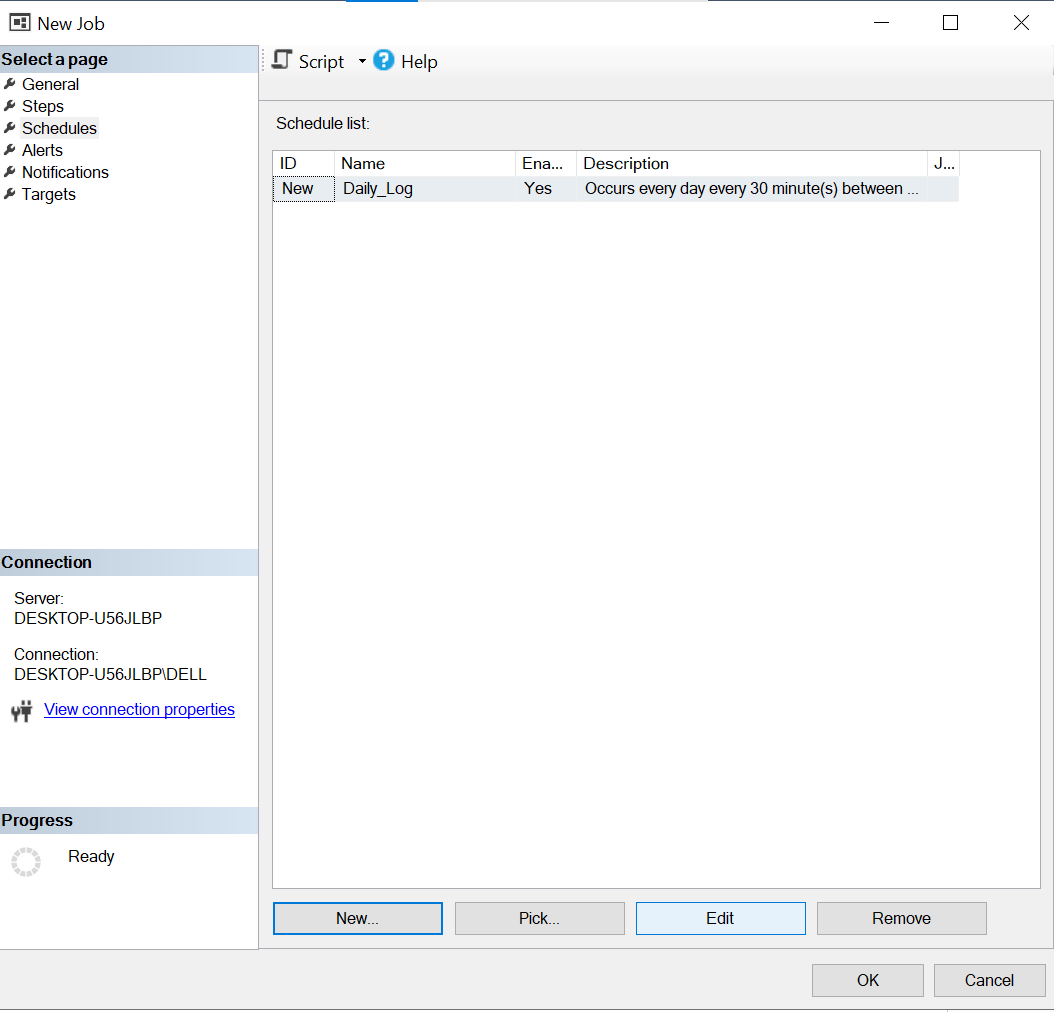 New Job
Select a page
General
Steps
Schedules
Alerts
Notifications
Targets
Script
Help
Schedule list:
ID Name Ena... Description J...
New Daily_Log Yes Occurs every day every 30 minute(s) between ...
Connection
Server:
DESKTOP-U56JLBP
Connection:
DESKTOP-U56JLBP\DELL
View connection properties
Progress
Ready
New... Pick... Edit Remove
OK Cancel